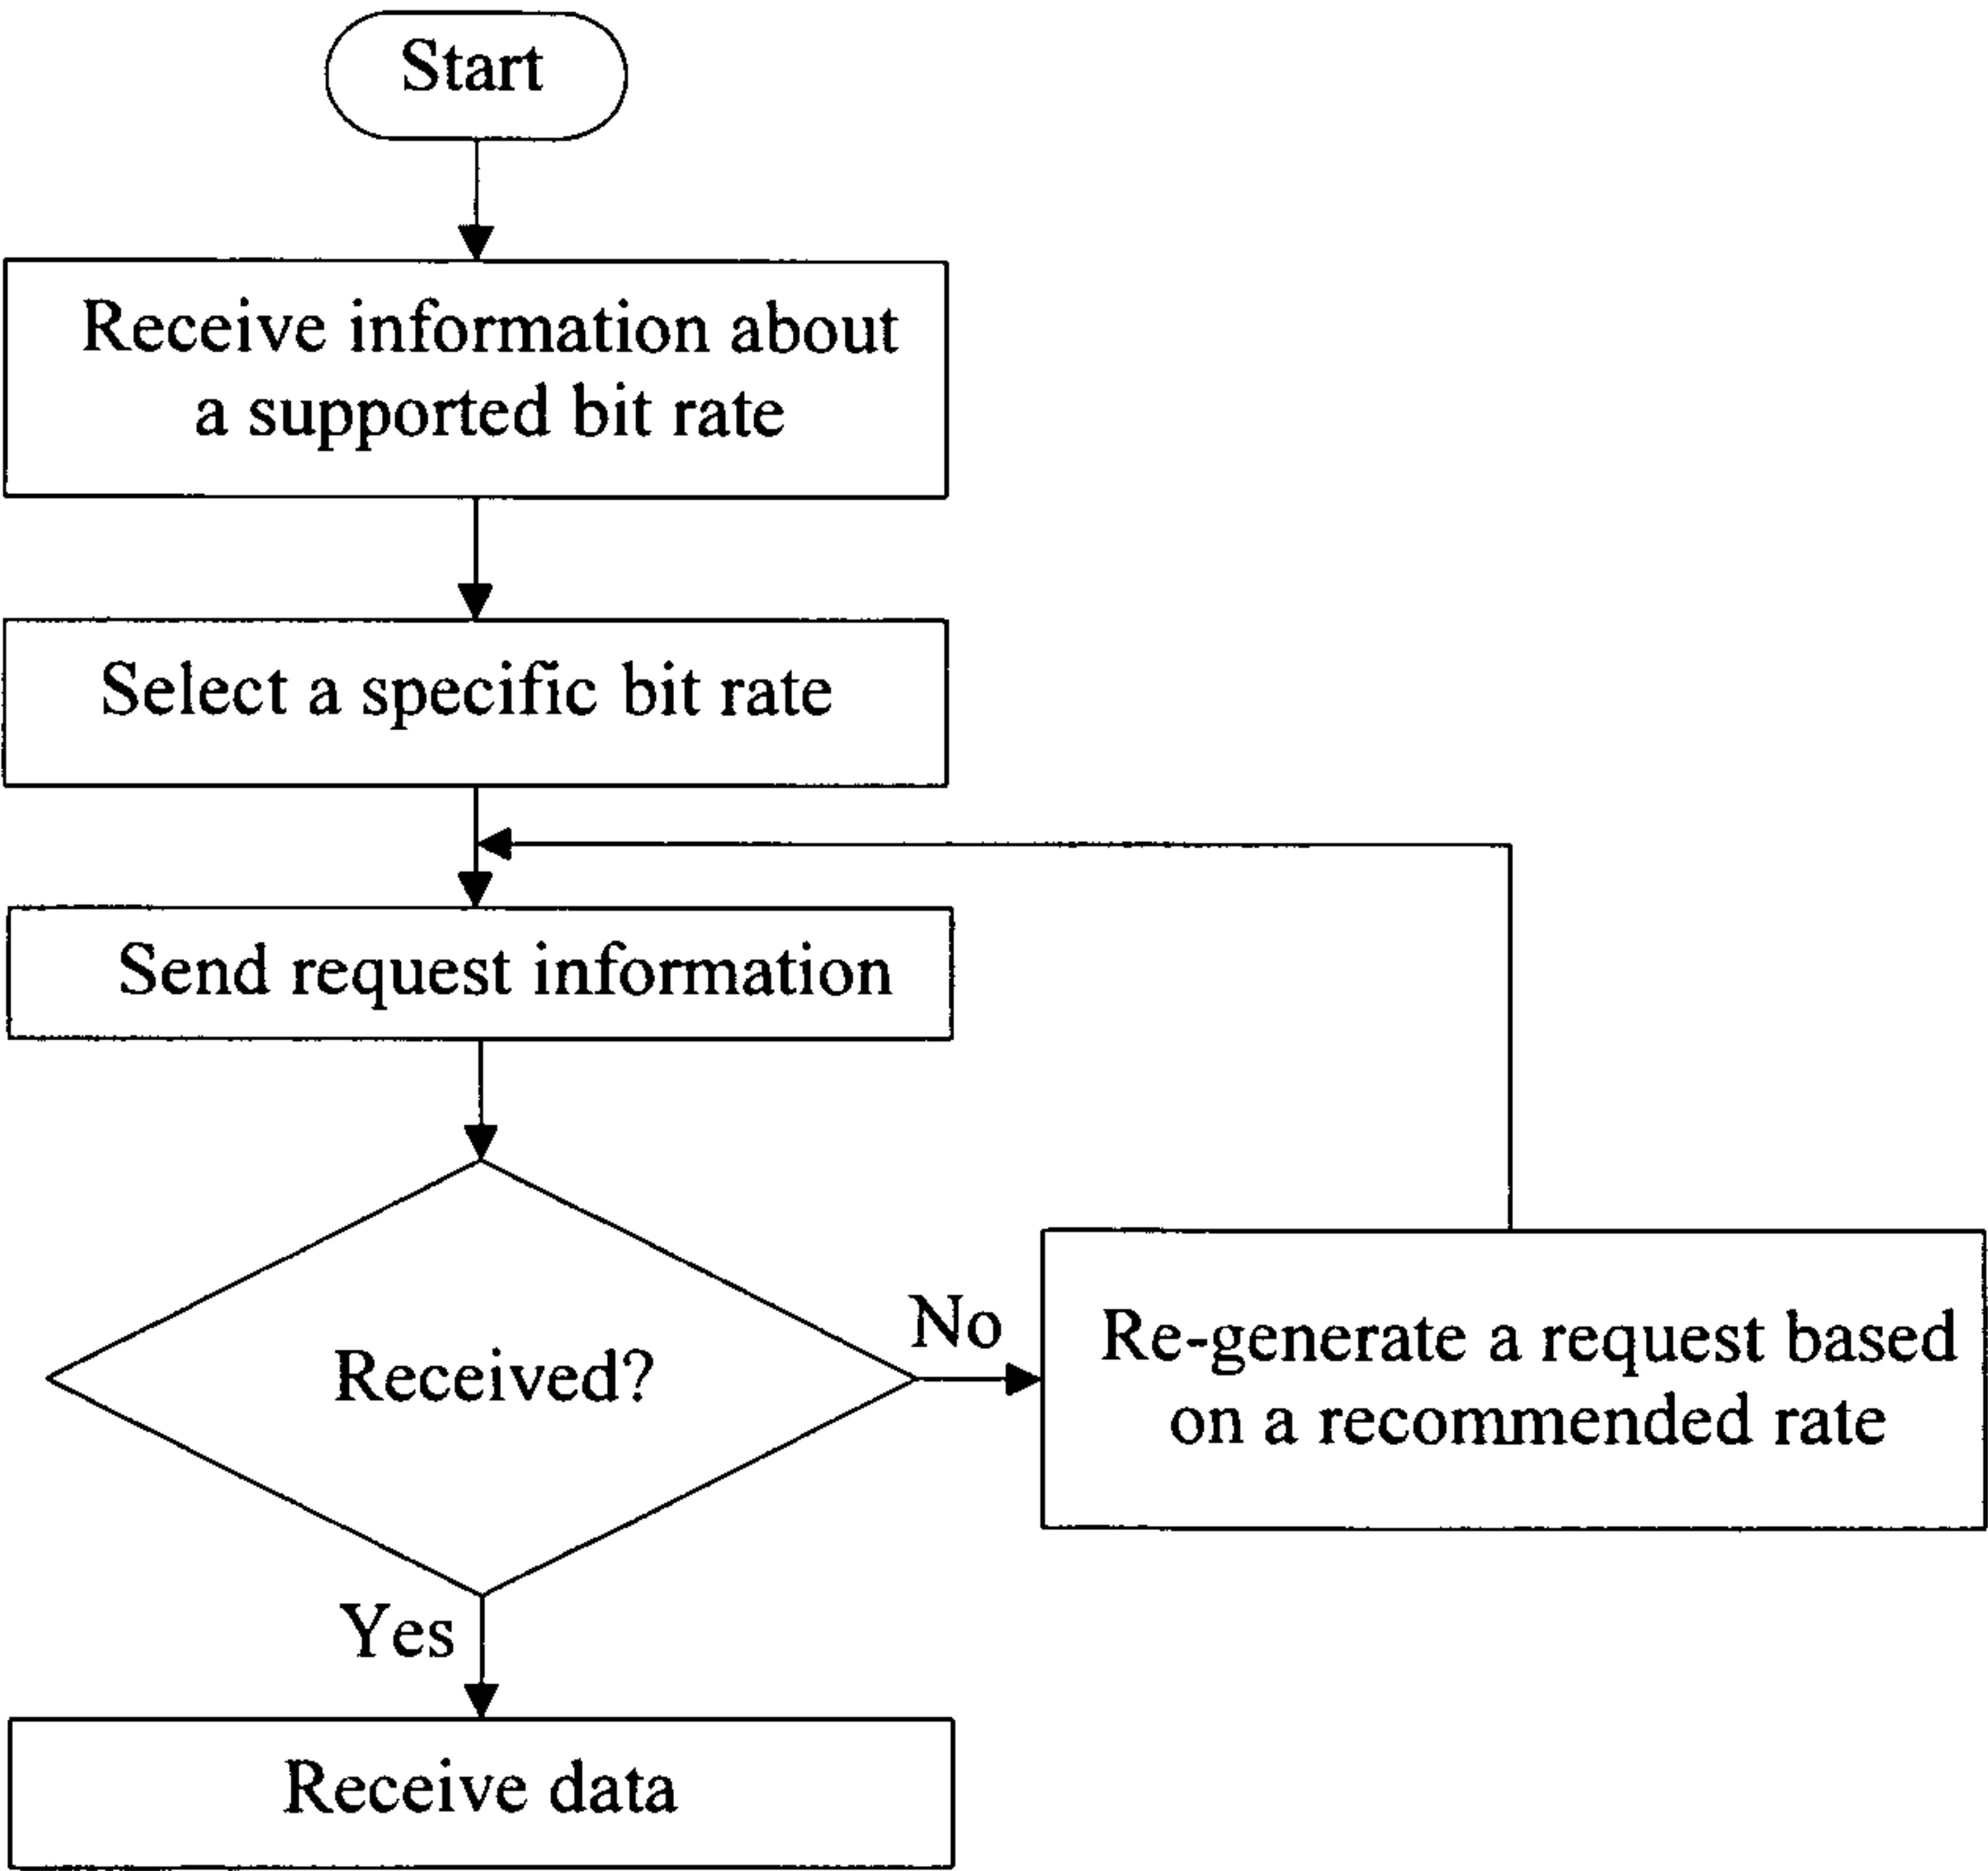 Start
Receive information about
a supported bit rate
Select a specific bit rate
Send request information
Received?
No
Re-generate a request based
on a recommended rate
Yes
Receive data